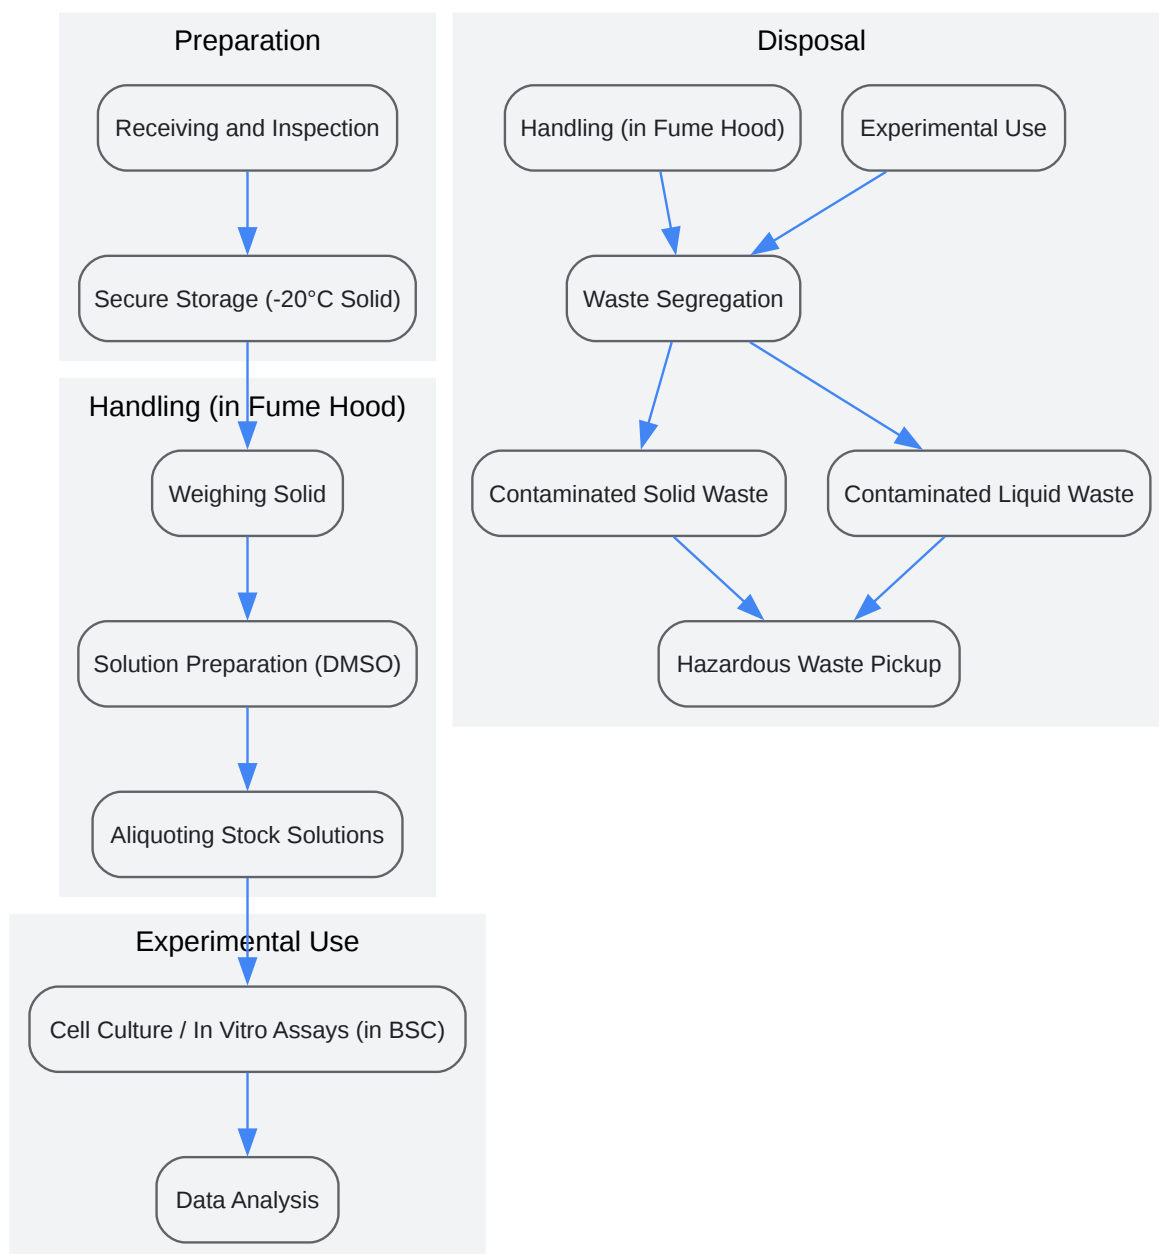 Preparation
Receiving and Inspection
Secure Storage (-20°C Solid)
Handling (in Fume Hood)
Weighing Solid
Solution Preparation (DMSO)
Aliquoting Stock Solutions
Experimental Use
Cell Culture / In Vitro Assays (in BSC)
Data Analysis
Disposal
Handling (in Fume Hood)
Experimental Use
Waste Segregation
Contaminated Solid Waste
Contaminated Liquid Waste
Hazardous Waste Pickup